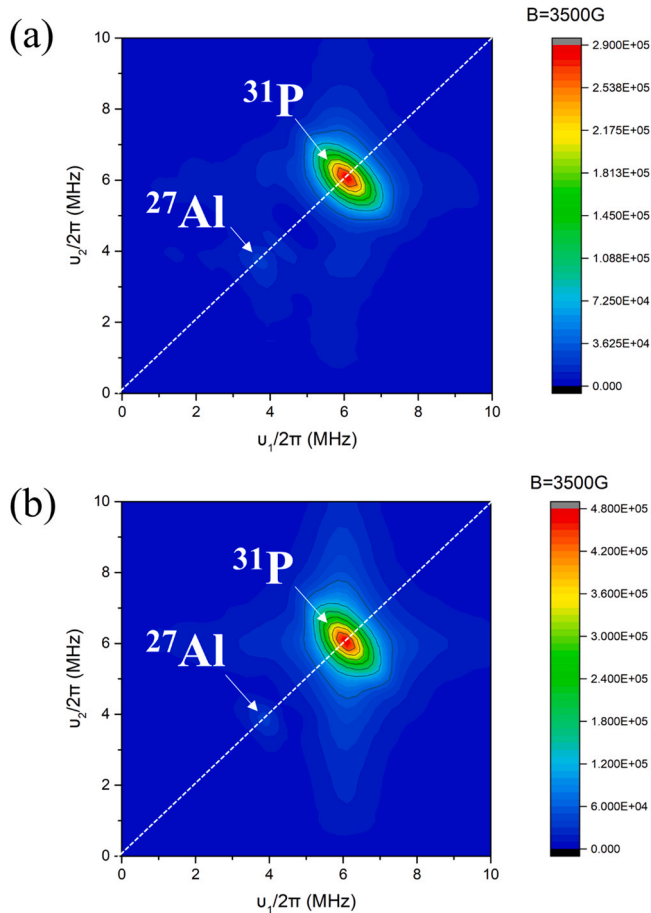 (a)
B=3500G
10
8
6
4
2
0
υ₂/2π (MHz)
³¹P
²⁷Al
0
2
4
6
8
10
υ₁/2π (MHz)
2.900E+05
2.538E+05
2.175E+05
1.813E+05
1.450E+05
1.088E+05
7.250E+04
3.625E+04
0.000
(b)
B=3500G
10
8
6
4
2
0
υ₂/2π (MHz)
³¹P
²⁷Al
0
2
4
6
8
10
υ₁/2π (MHz)
4.800E+05
4.200E+05
3.600E+05
3.000E+05
2.400E+05
1.800E+05
1.200E+05
6.000E+04
0.000